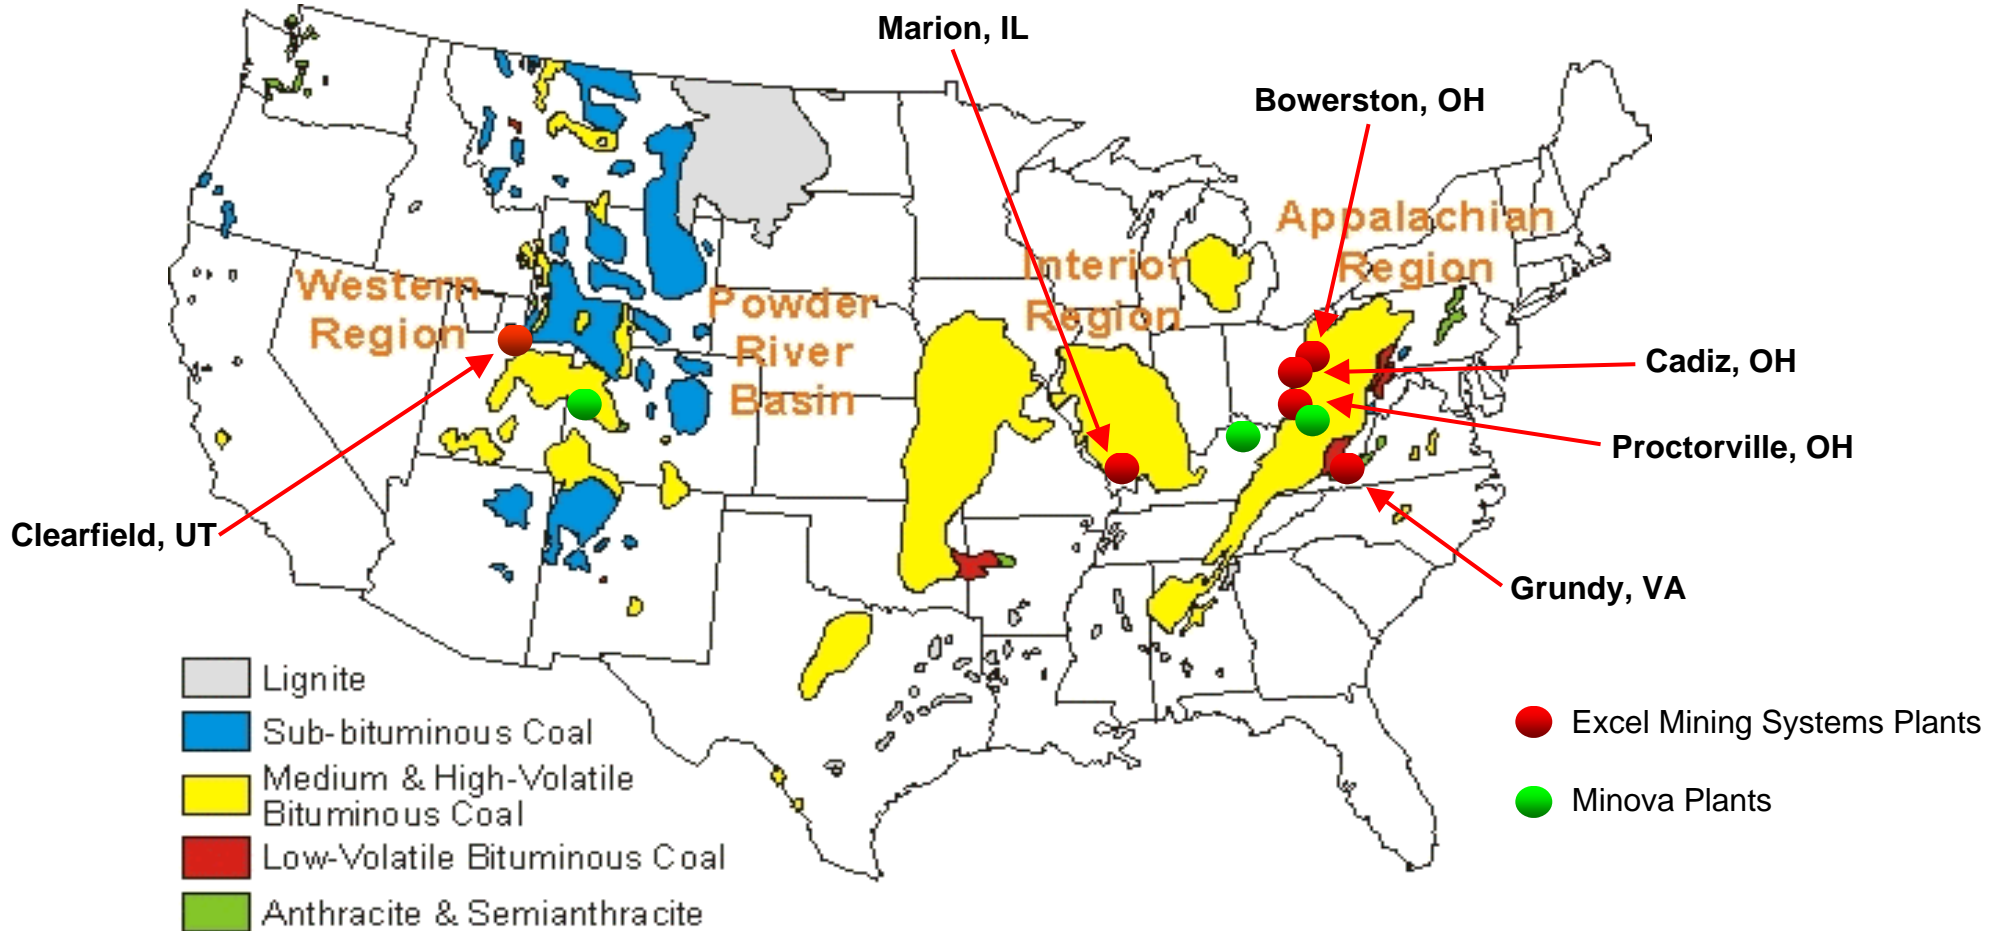 Marion, IL
Bowerston, OH
Appalachian
Region
Interior
Region
Western
Region
Powder
River
Basin
Cadiz, OH
Proctorville, OH
Clearfield, UT
Grundy, VA
Lignite
Sub-bituminous Coal
Medium & High-Volatile
Bituminous Coal
Low-Volatile Bituminous Coal
Anthracite & Semianthracite
Excel Mining Systems Plants
Minova Plants